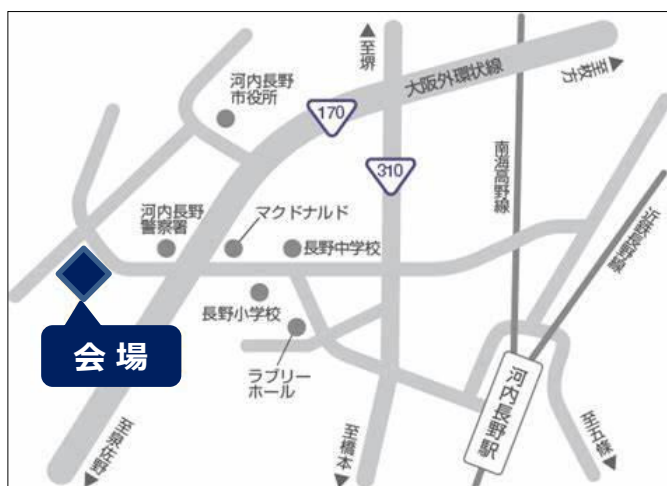 至堺
大阪外環状線
至枚方
河内長野
市役所
170
310
南海高野線
近鉄長野線
河内長野
警察署
マクドナルド
長野中学校
長野小学校
会場
ラブリー
ホール
河内長野駅
至泉佐野
至橋本
至五條